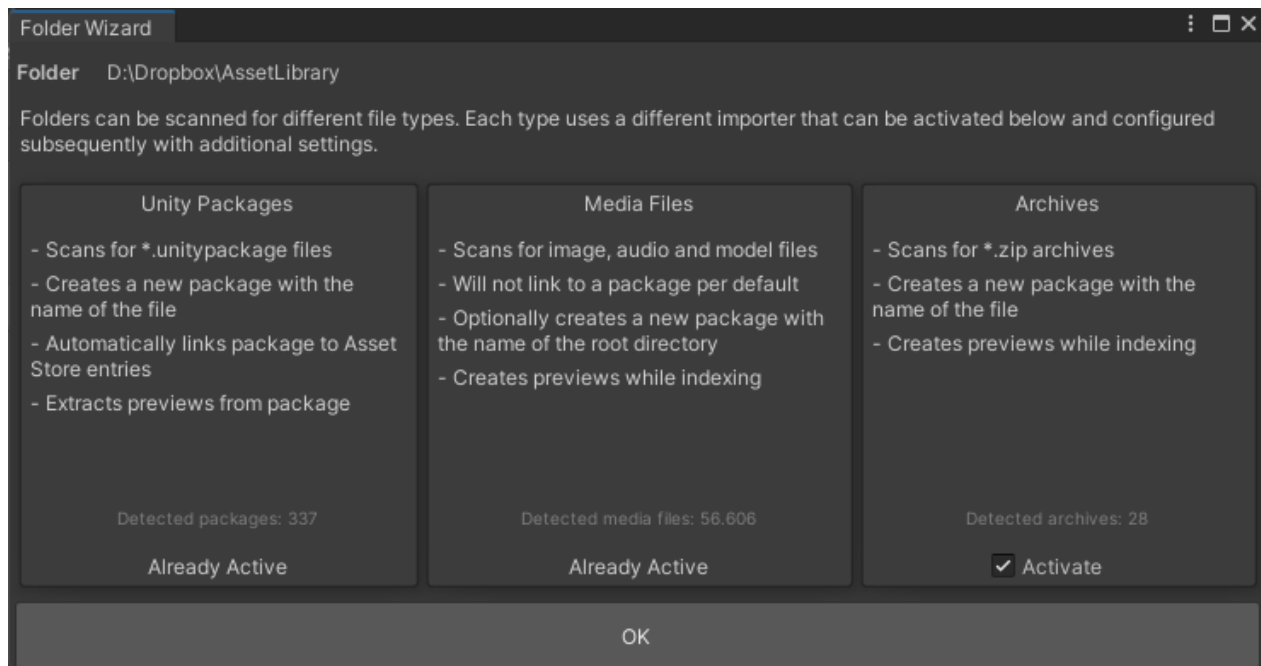 Folder Wizard
Folder D:\Dropbox\AssetLibrary
Folders can be scanned for different file types. Each type uses a different importer that can be activated below and configured
subsequently with additional settings.
Unity Packages
- Scans for *.unitypackage files
- Creates a new package with the
name of the file
- Automatically links package to Asset
Store entries
- Extracts previews from package
Detected packages: 337
Already Active
Media Files
- Scans for image, audio and model files
- Will not link to a package per default
- Optionally creates a new package with
the name of the root directory
- Creates previews while indexing
Detected media files: 56.606
Already Active
Archives
- Scans for *.zip archives
- Creates a new package with the
name of the file
- Creates previews while indexing
Detected archives: 28
Activate
OK